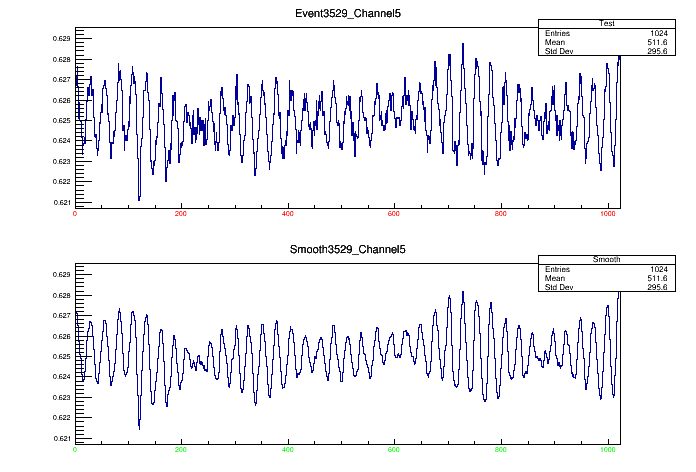 Event3529_Channel5
Test
Entries 1024
Mean 511.6
Std Dev 295.6
0.629
0.628
0.627
0.626
0.625
0.624
0.623
0.622
0.621
0 200 400 600 800 1000
Smooth3529_Channel5
Smooth
Entries 1024
Mean 511.6
Std Dev 295.6
0.629
0.628
0.627
0.626
0.625
0.624
0.623
0.622
0.621
0 200 400 600 800 1000